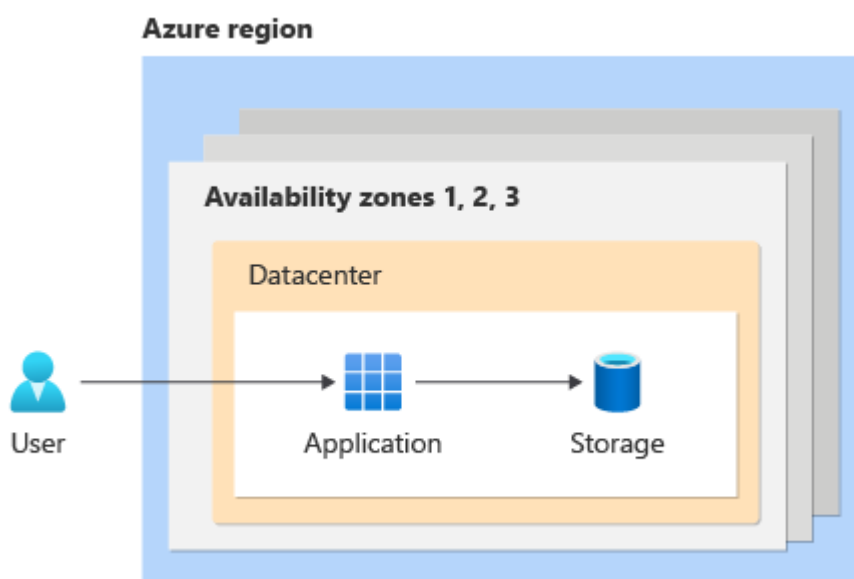 Azure region
Availability zones 1, 2, 3
Datacenter
User
Application
Storage